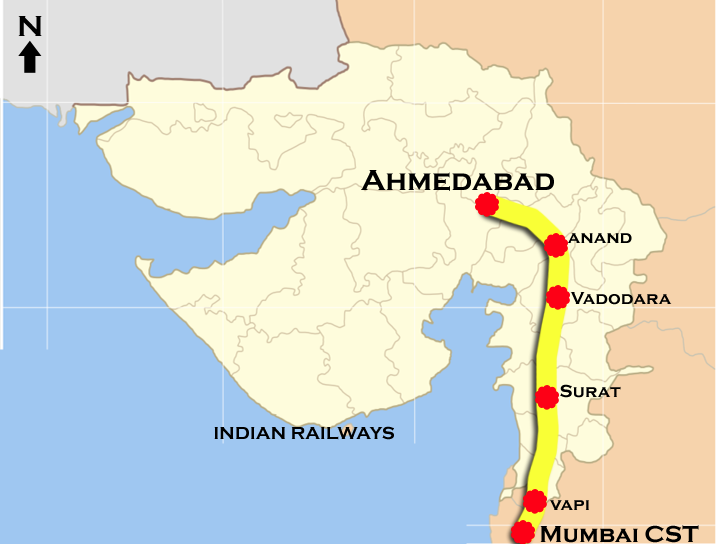 N
AHMEDABAD
ANAND
VADODARA
SURAT
INDIAN RAILWAYS
VAPI
MUMBAI CST